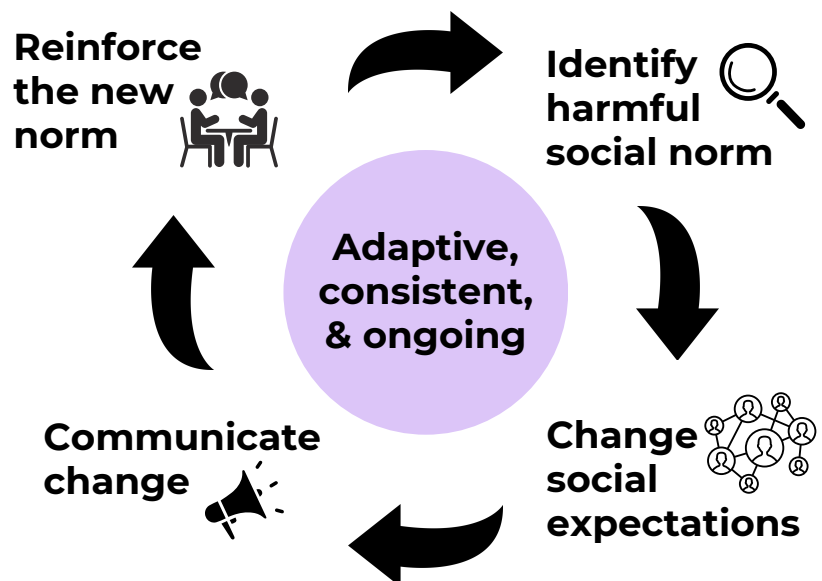 Reinforce
the new
norm
Identify
harmful
social norm
Adaptive,
consistent,
& ongoing
Communicate
change
Change
social
expectations